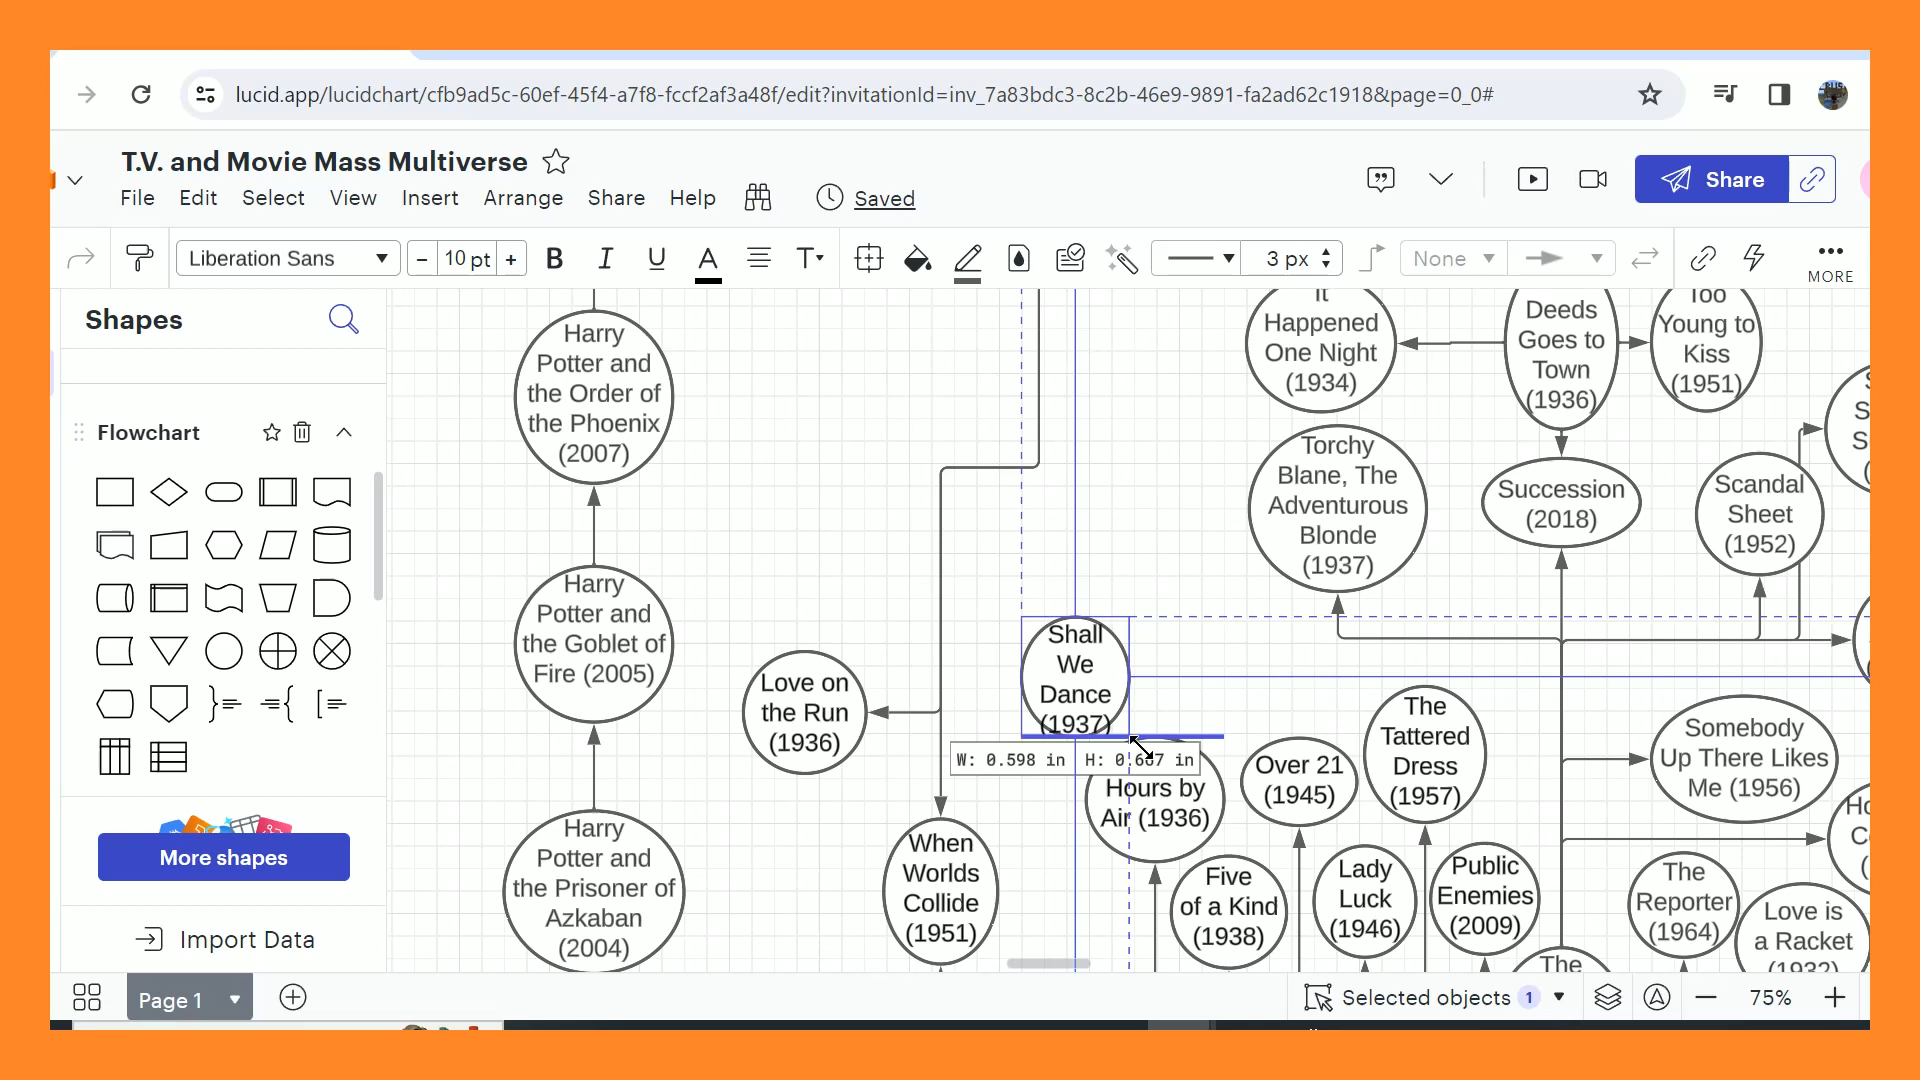 lucid.app/lucidchart/cfb9ad5c-60ef-45f4-a7f8-fccf2af3a48f/edit?invitationId=inv_7a83bdc3-8c2b-46e9-9891-fa2ad62c1918&page=0_0#
T.V. and Movie Mass Multiverse
File Edit Select View Insert Arrange Share Help Saved
Share
Liberation Sans
10 pt
3 px
None
MORE
Shapes
Flowchart
More shapes
Import Data
Harry
Potter and
the Order of
the Phoenix
(2007)
Harry
Potter and
the Goblet of
Fire (2005)
Harry
Potter and
the Prisoner of
Azkaban
(2004)
Love on
the Run
(1936)
When
Worlds
Collide
(1951)
Shall
We
Dance
(1937)
W: 0.598 in H: 0.667 in
Hours by
Air (1936)
It
Happened
One Night
(1934)
Deeds
Goes to
Town
(1936)
Too
Young to
Kiss
(1951)
Torchy
Blane, The
Adventurous
Blonde
(1937)
Succession
(2018)
Scandal
Sheet
(1952)
Over 21
(1945)
The
Tattered
Dress
(1957)
Somebody
Up There Likes
Me (1956)
Five
of a Kind
(1938)
Lady
Luck
(1946)
Public
Enemies
(2009)
The
Reporter
(1964)
Love is
a Racket
(1932)
The
Page 1
Selected objects 1
75%